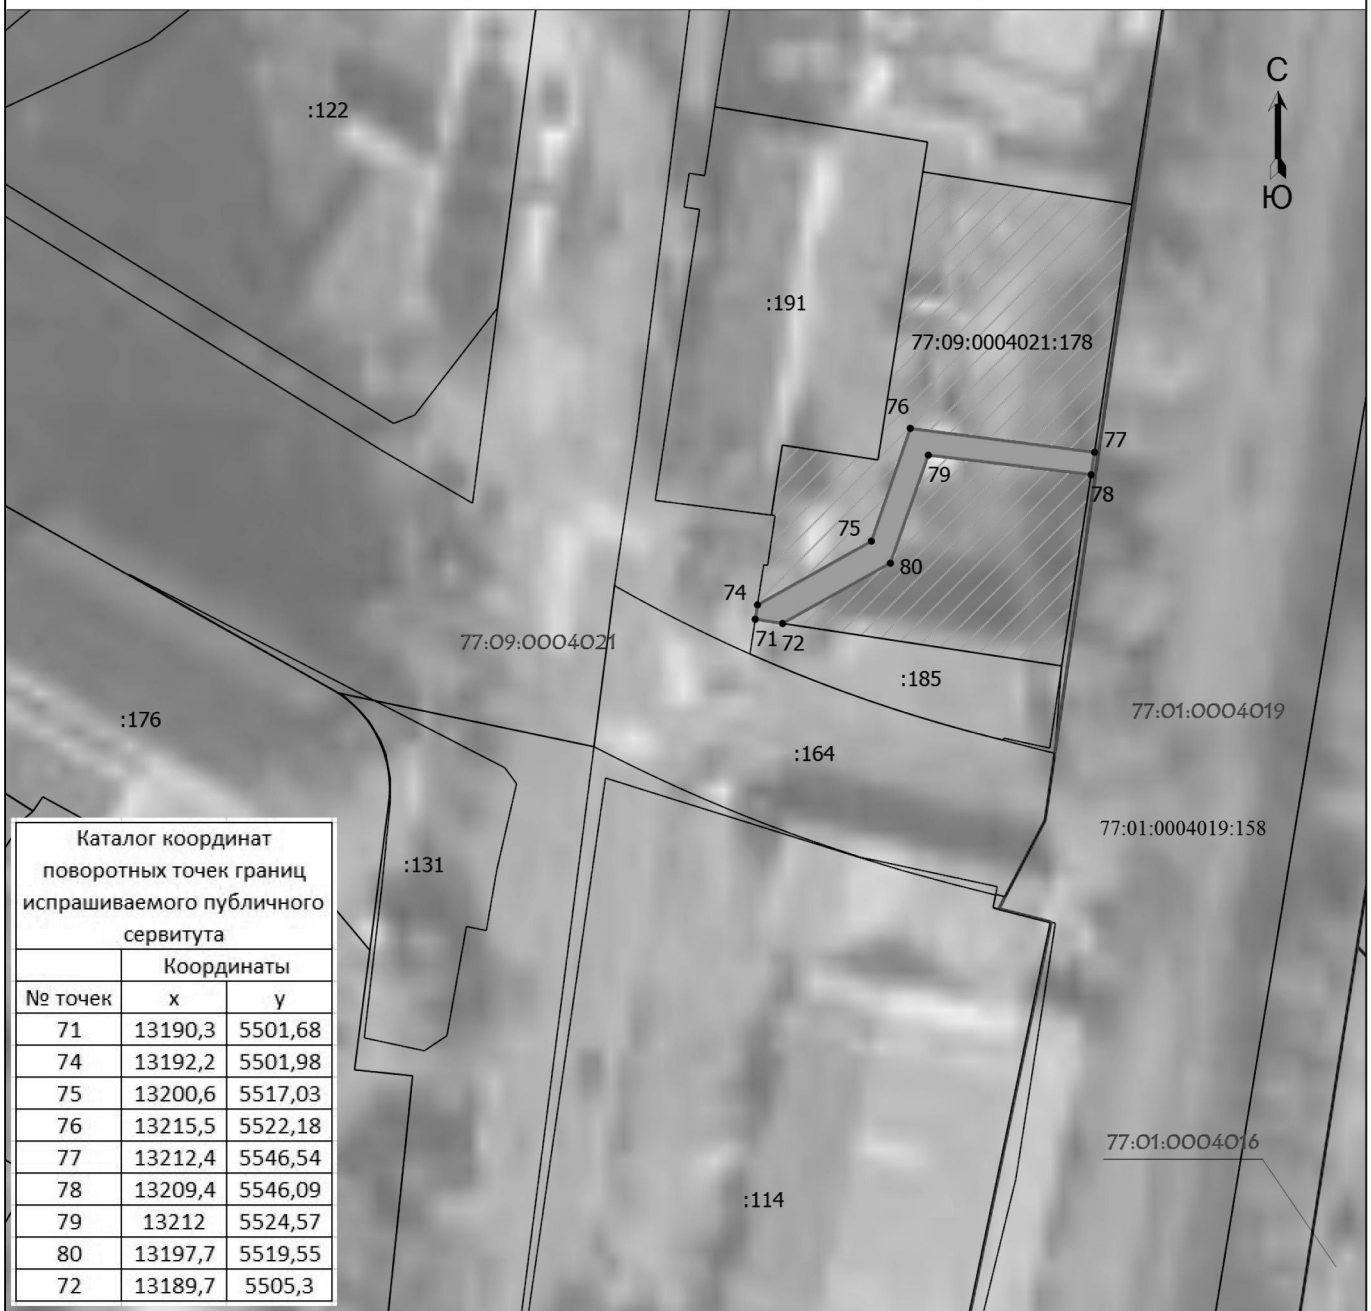 С
Ю
:122
:191
77:09:0004021:178
76
77
79
78
75
80
74
71 72
77:09:0004021
:185
77:01:0004019
:176
:164
77:01:0004019:158
:131
77:01:0004016
:114
Каталог координат
поворотных точек границ
испрашиваемого публичного
сервитута
Координаты
№ точек x y
71 13190,3 5501,68
74 13192,2 5501,98
75 13200,6 5517,03
76 13215,5 5522,18
77 13212,4 5546,54
78 13209,4 5546,09
79 13212 5524,57
80 13197,7 5519,55
72 13189,7 5505,3